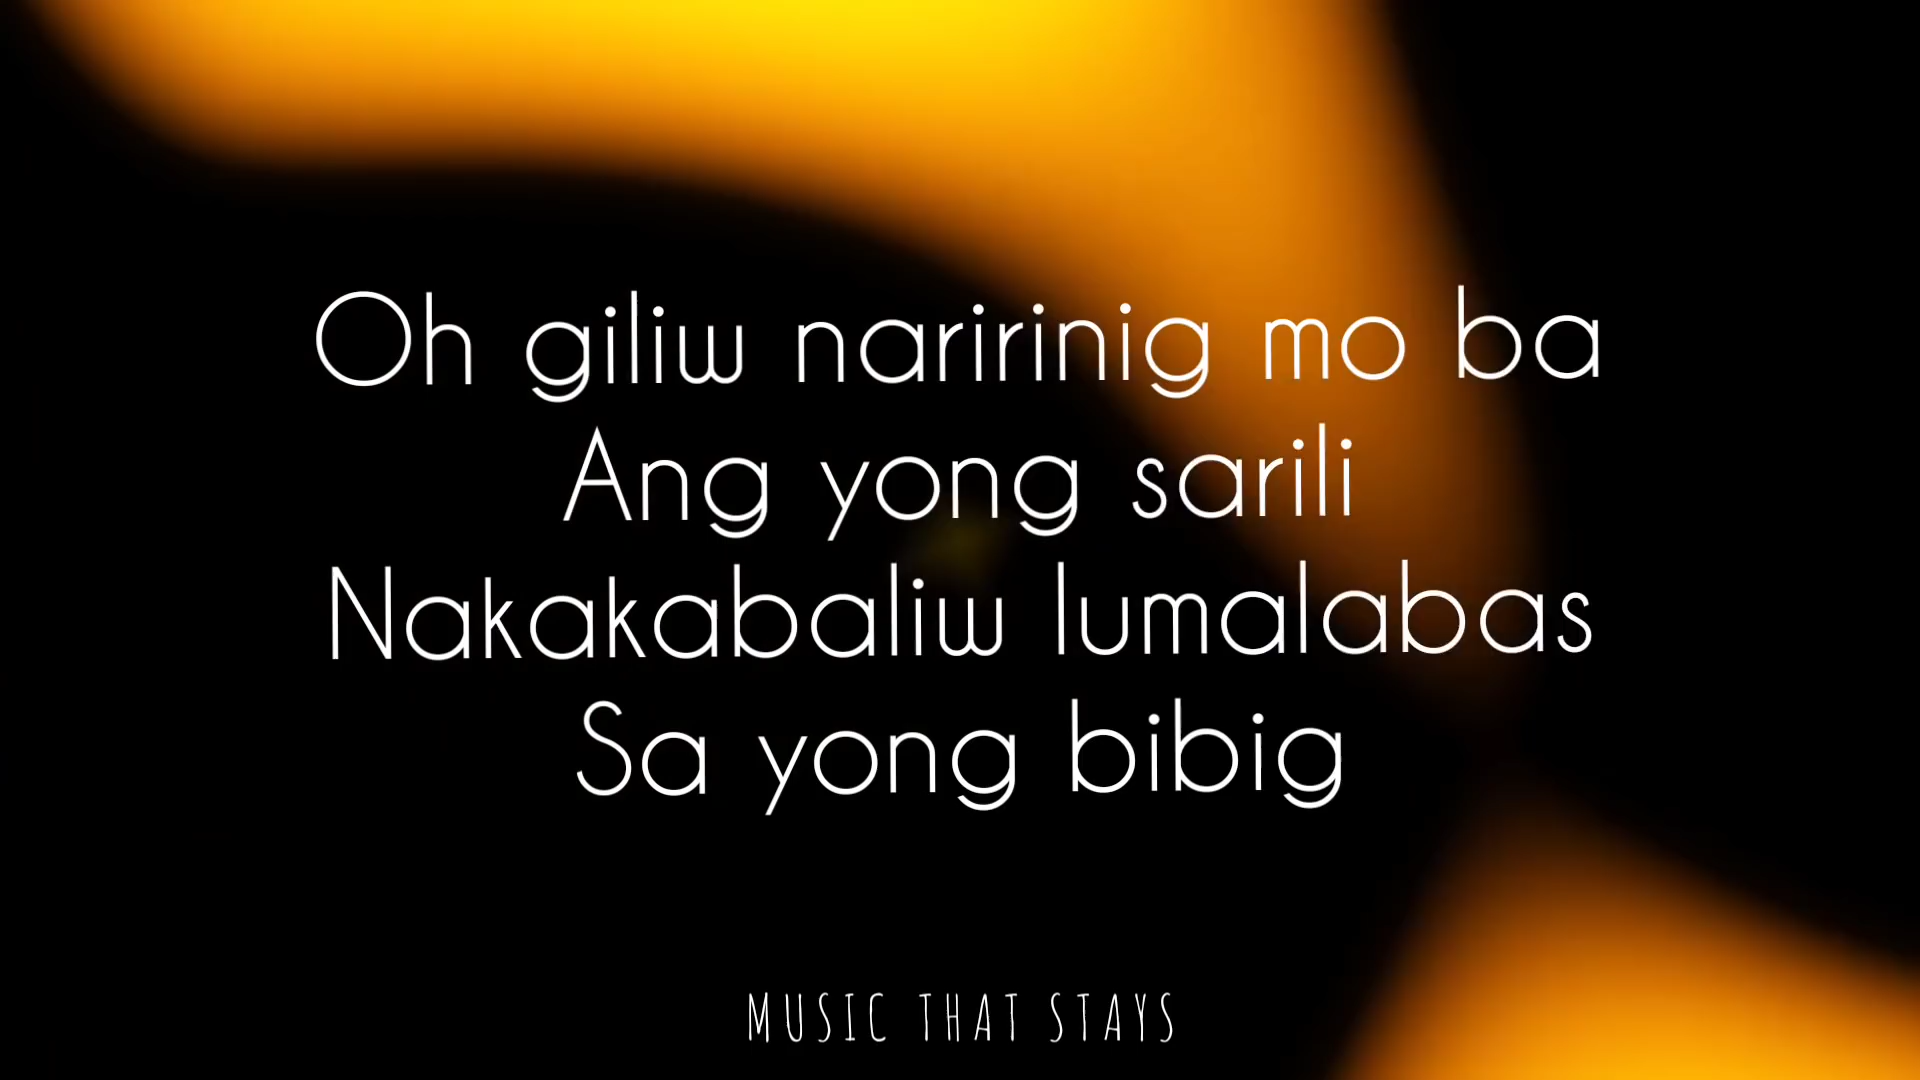 Oh giliw naririnig mo ba
Ang yong sarili
Nakakabaliw lumalabas
Sa yong bibig
MUSIC THAT STAYS